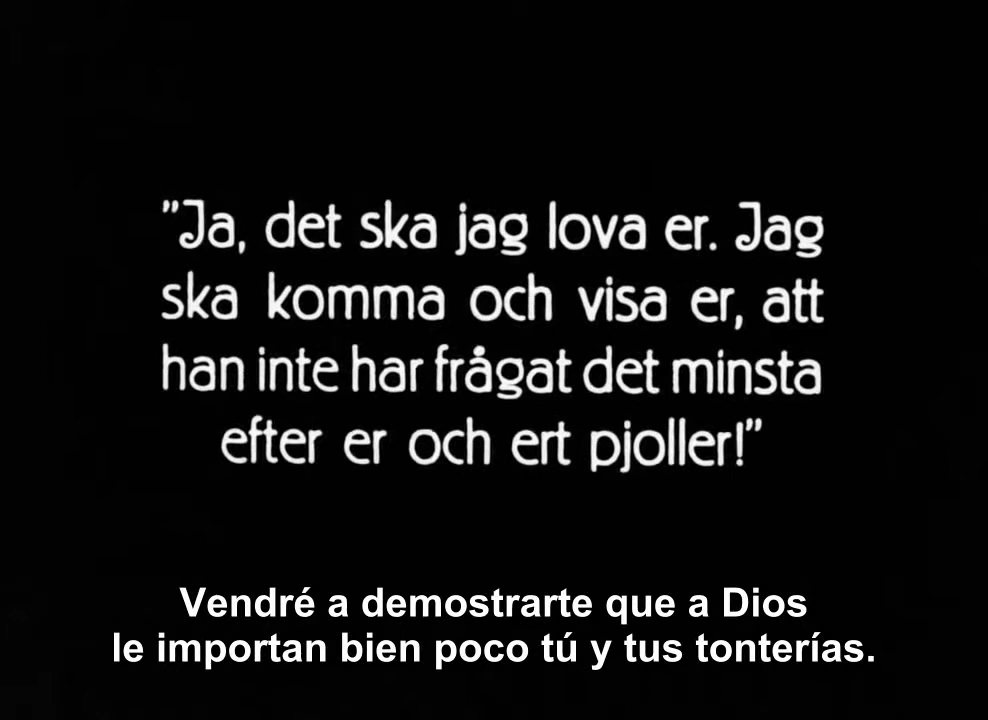 "Ja, det ska jag lova er. Jag
ska komma och visa er, att
han inte har frågat det minsta
efter er och ert pjoller!"
Vendré a demostrarte que a Dios
le importan bien poco tú y tus tonterías.